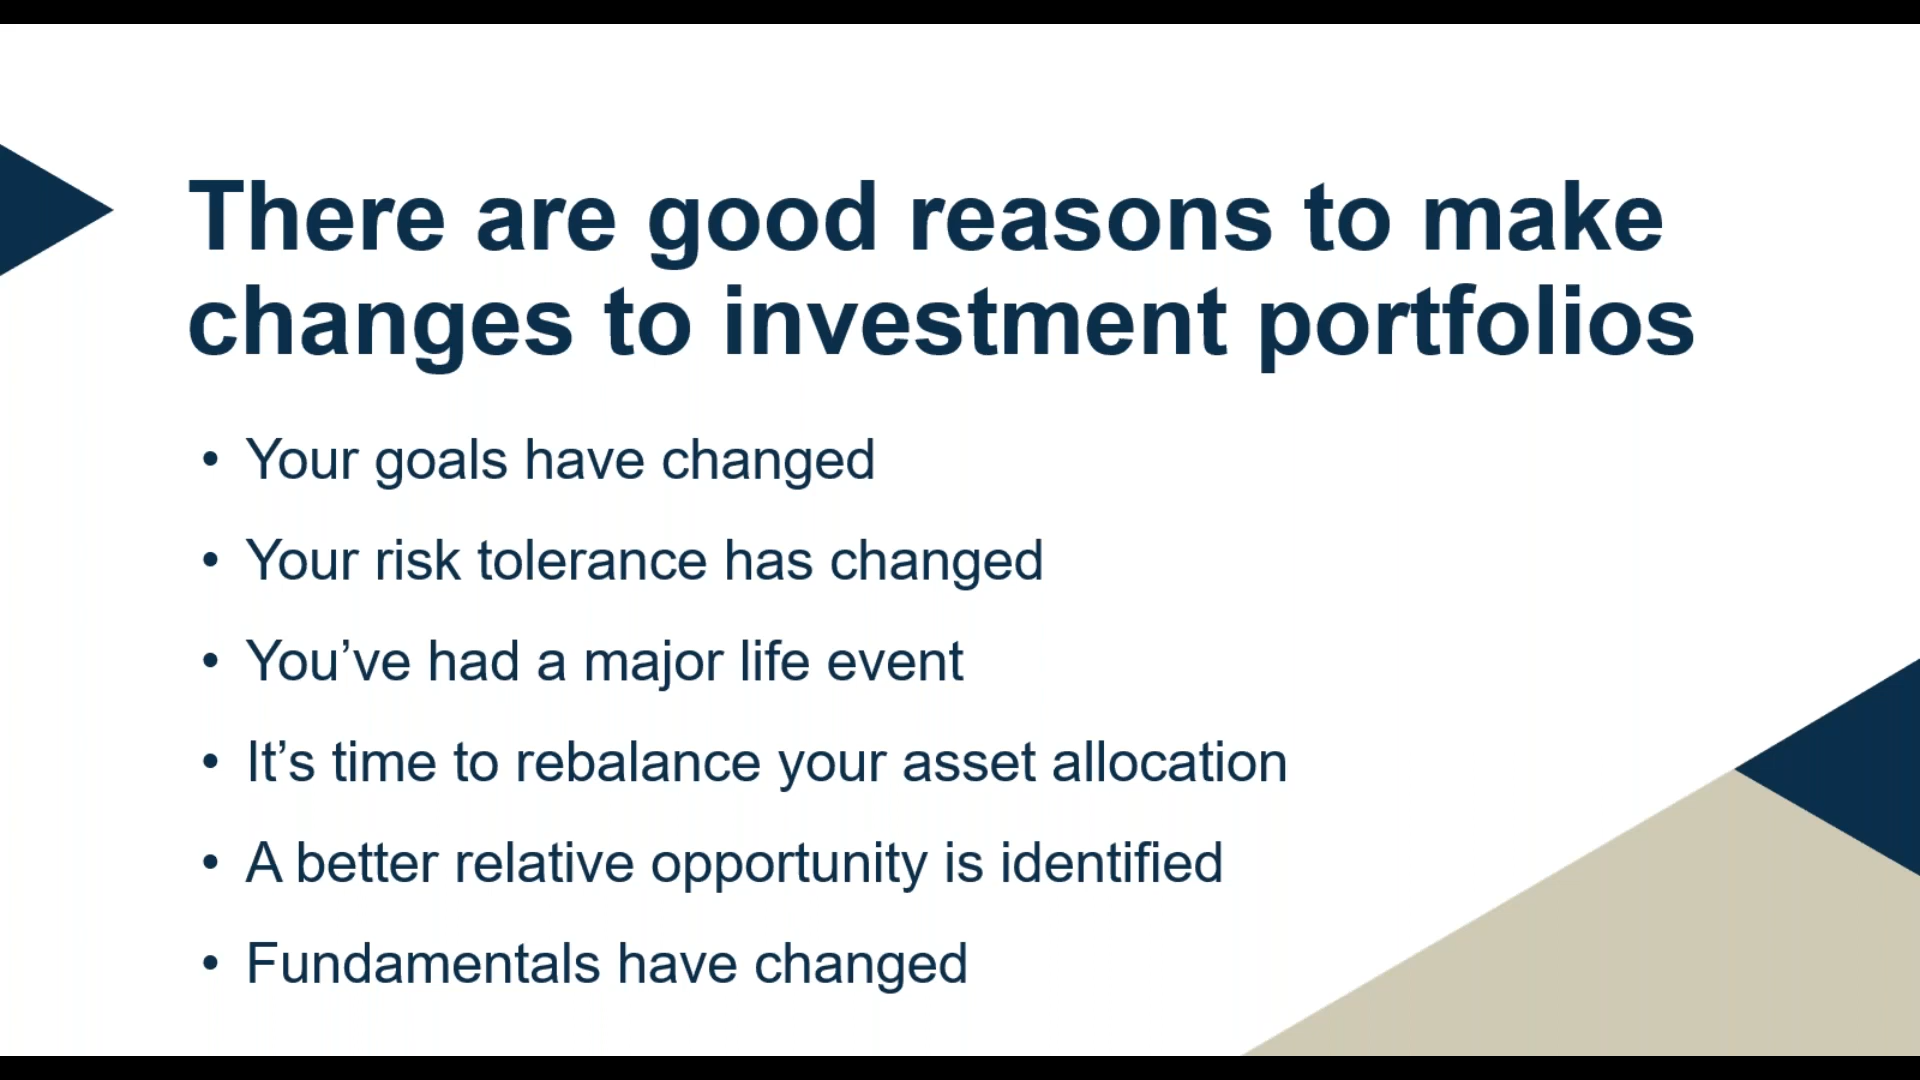 There are good reasons to make
changes to investment portfolios
• Your goals have changed
• Your risk tolerance has changed
• You’ve had a major life event
• It’s time to rebalance your asset allocation
• A better relative opportunity is identified
• Fundamentals have changed